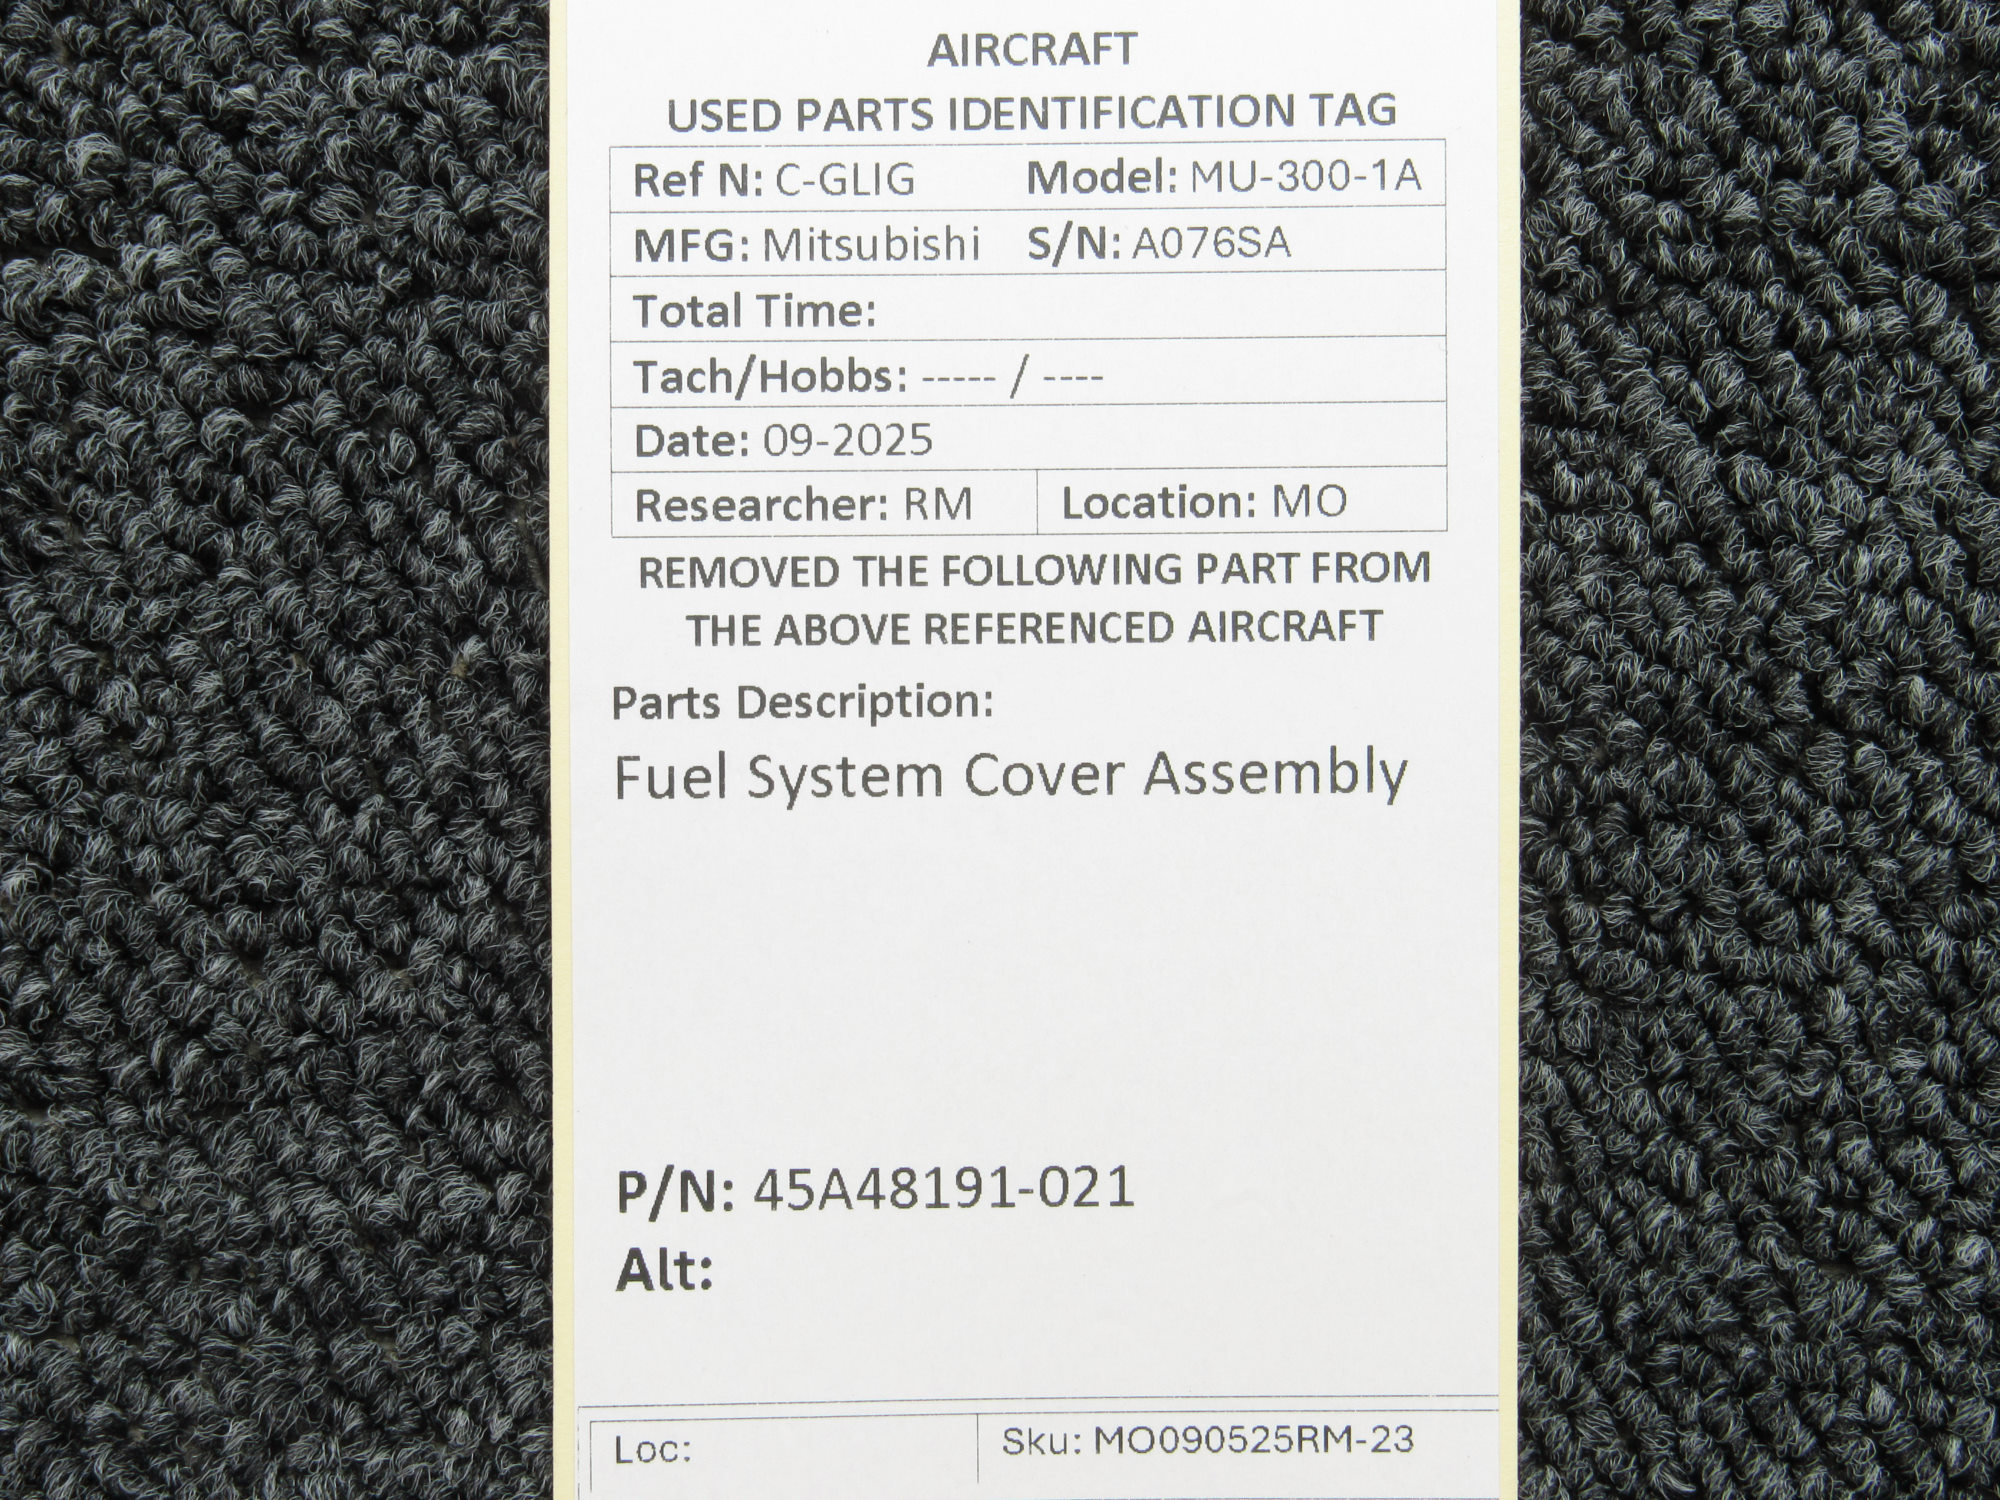 AIRCRAFT
USED PARTS IDENTIFICATION TAG
Ref N: C-GLIG Model: MU-300-1A
MFG: Mitsubishi S/N: A076SA
Total Time:
Tach/Hobbs: ----- / ----
Date: 09-2025
Researcher: RM Location: MO
REMOVED THE FOLLOWING PART FROM
THE ABOVE REFERENCED AIRCRAFT
Parts Description:
Fuel System Cover Assembly
P/N: 45A48191-021
Alt:
Loc: Sku: MO090525RM-23